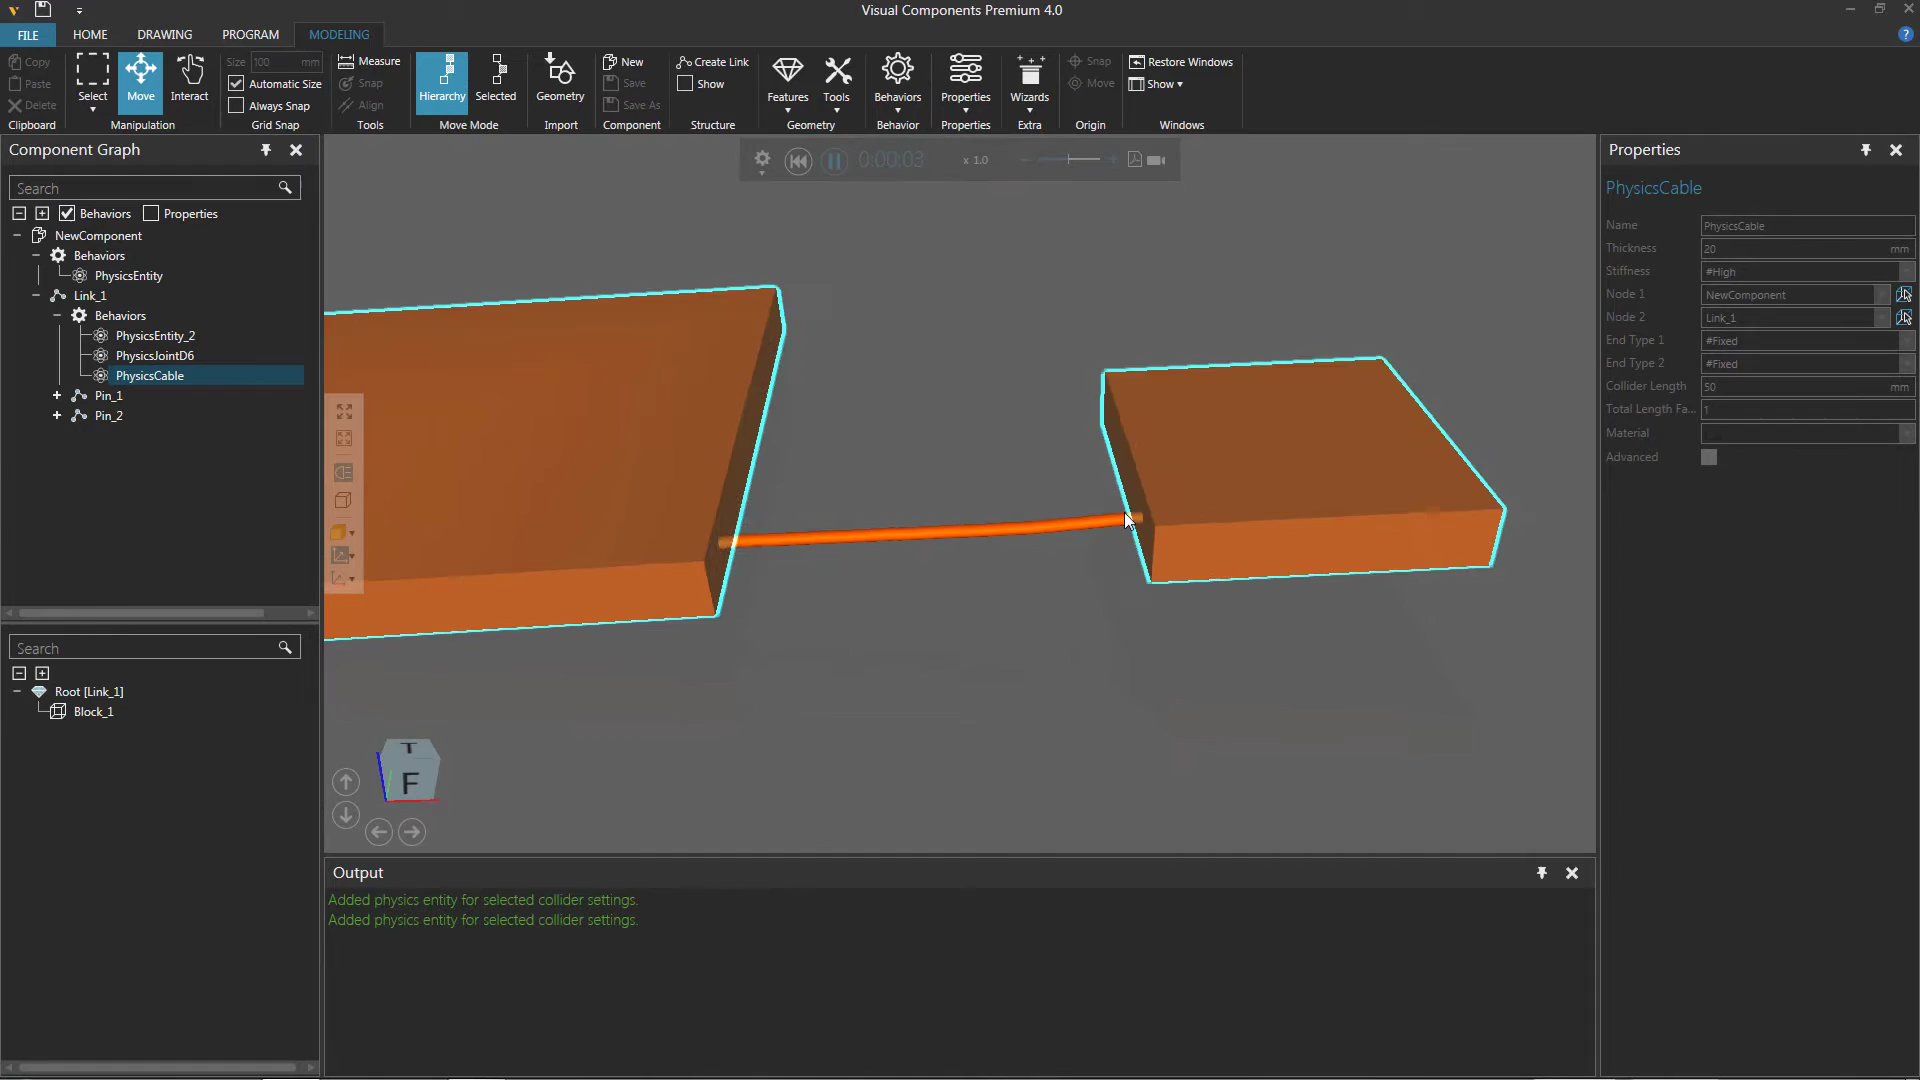 Visual Components Premium 4.0
FILE
HOME
DRAWING
PROGRAM
MODELING
Copy
Paste
Delete
Clipboard
Select
Move
Interact
Manipulation
Size
100
mm
Automatic Size
Always Snap
Grid Snap
Measure
Snap
Align
Tools
Hierarchy
Selected
Move Mode
Geometry
Import
New
Save
Save As
Component
Create Link
Show
Structure
Features
Tools
Geometry
Behaviors
Behavior
Properties
Properties
Wizards
Extra
Snap
Move
Origin
Restore Windows
Show
Windows
Component Graph
Search
Behaviors
Properties
NewComponent
Behaviors
PhysicsEntity
Link_1
Behaviors
PhysicsEntity_2
PhysicsJointD6
PhysicsCable
Pin_1
Pin_2
Search
Root [Link_1]
Block_1
0:00:03
x 1.0
T
F
Output
Added physics entity for selected collider settings.
Added physics entity for selected collider settings.
Properties
PhysicsCable
Name PhysicsCable
Thickness 20 mm
Stiffness #High
Node 1 NewComponent
Node 2 Link_1
End Type 1 #Fixed
End Type 2 #Fixed
Collider Length 50 mm
Total Length Fa... 1
Material
Advanced